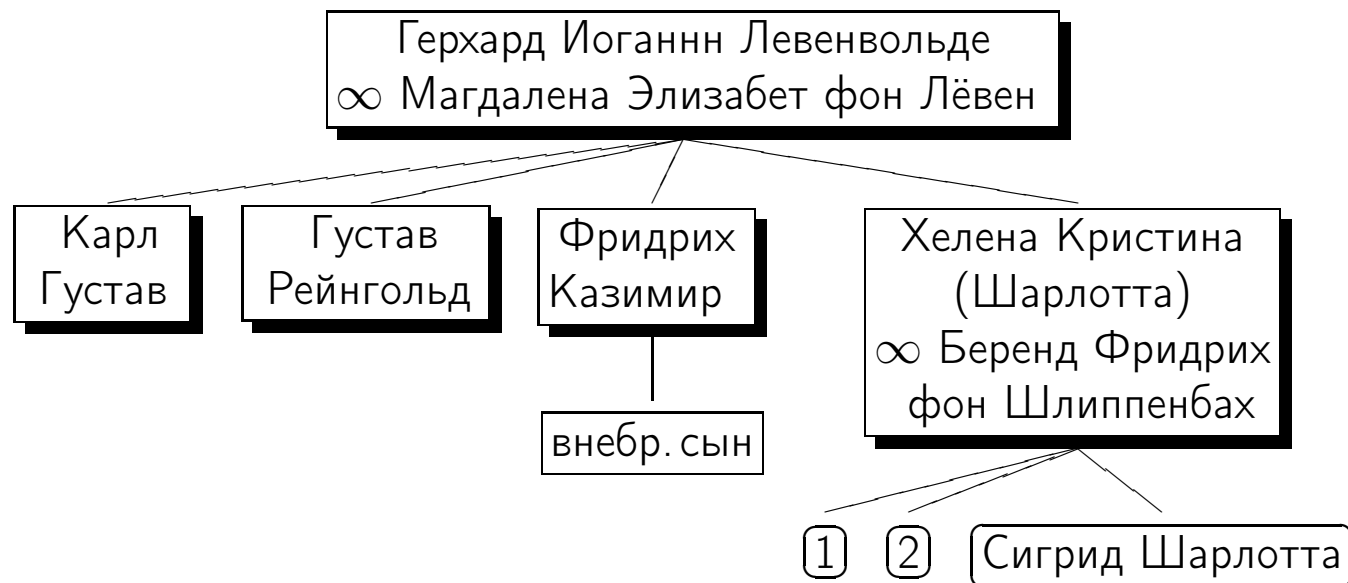 Герхард Иоганнн Левенвольде
∞ Магдалена Элизабет фон Лёвен
Карл
Густав
Густав
Рейнгольд
Фридрих
Казимир
Хелена Кристина
(Шарлотта)
∞ Беренд Фридрих
фон Шлиппенбах
внебр. сын
1
2
Сигрид Шарлотта